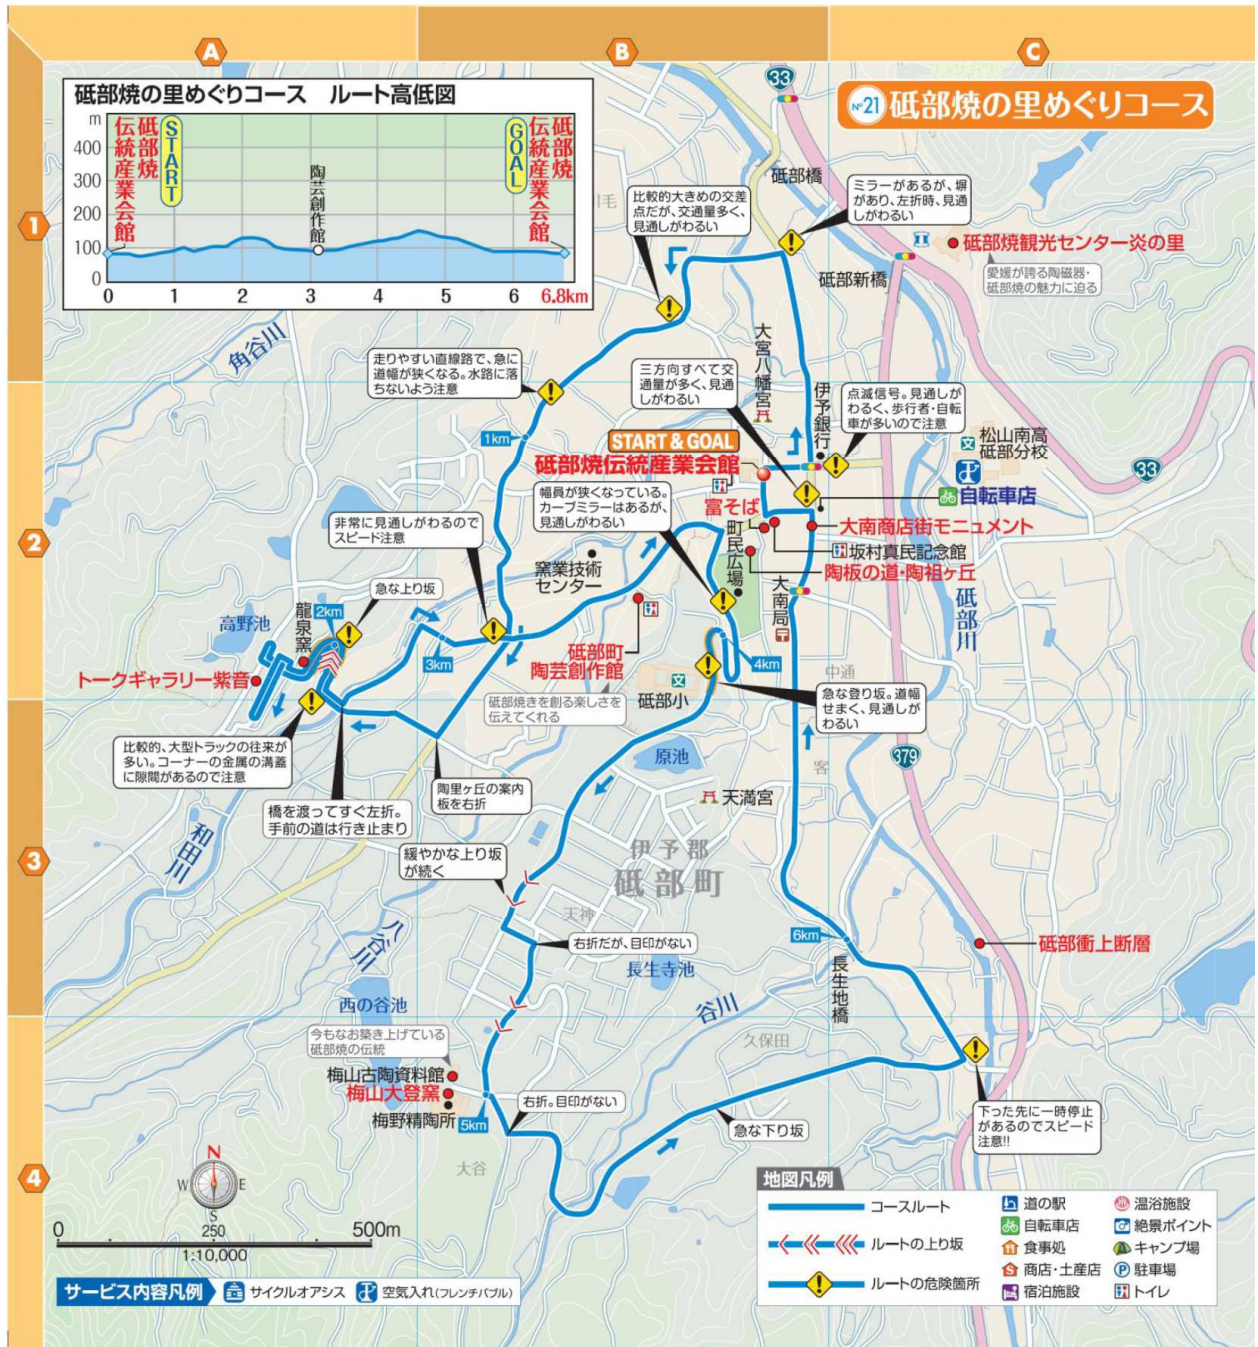 A
B
C
1
2
3
4
砥部焼の里めぐりコース ルート高低図
m
400
300
200
100
0
砥部焼
伝統産業会館
START
陶芸創作館
GOAL
砥部焼
伝統産業会館
0
1
2
3
4
5
6
6.8km
33
N°21 砥部焼の里めぐりコース
砥部橋
ミラーがあるが、塀
があり、左折時、見通
しがわるい
比較的大きめの交差
点だが、交通量多く、
見通しがわるい
砥部焼観光センター炎の里
愛媛が誇る陶磁器・
砥部焼の魅力に迫る
砥部新橋
角谷川
走りやすい直線路で、急に
道幅が狭くなる。水路に落
ちないよう注意
大宮八幡宮
三方向すべて交
通量が多く、見通
しがわるい
伊予銀行
点滅信号。見通しが
わるく、歩行者・自転
車が多いので注意
1km
START & GOAL
砥部焼伝統産業会館
松山南高
砥部分校
33
自転車店
富そば
幅員が狭くなっている。
カーブミラーはあるが、
見通しがわるい
大南商店街モニュメント
坂村真民記念館
陶板の道・陶祖ヶ丘
町民広場
非常に見通しがわるので
スピード注意
窯業技術
センター
大南局
砥部川
急な上り坂
高野池
龍泉窯
2km
3km
トークギャラリー紫音
砥部町
陶芸創作館
砥部焼きを創る楽しさを
伝えてくれる
砥部小
4km
中通
急な登り坂。道幅
せまく、見通しが
わるい
比較的、大型トラックの往来が
多い。コーナーの金属の溝蓋
に隙間があるので注意
陶里ヶ丘の案内
板を右折
橋を渡ってすぐ左折。
手前の道は行き止まり
原池
379
客
天満宮
和田川
緩やかな上り坂
が続く
伊予郡
砥部町
八谷川
天神
右折だが、目印がない
長生寺池
6km
長生地橋
砥部衝上断層
西の谷池
谷川
久保田
今もなお築き上げている
砥部焼の伝統
梅山古陶資料館
梅山大登窯
梅野精陶所
5km
右折。目印がない
急な下り坂
下った先に一時停止
があるのでスピード
注意!!
大谷
N
W
E
S
0
250
500m
1:10,000
地図凡例
コースルート
ルートの上り坂
ルートの危険箇所
道の駅
自転車店
食事処
商店・土産店
宿泊施設
温浴施設
絶景ポイント
キャンプ場
駐車場
トイレ
サービス内容凡例
サイクルオアシス
空気入れ(フレンチバブル)